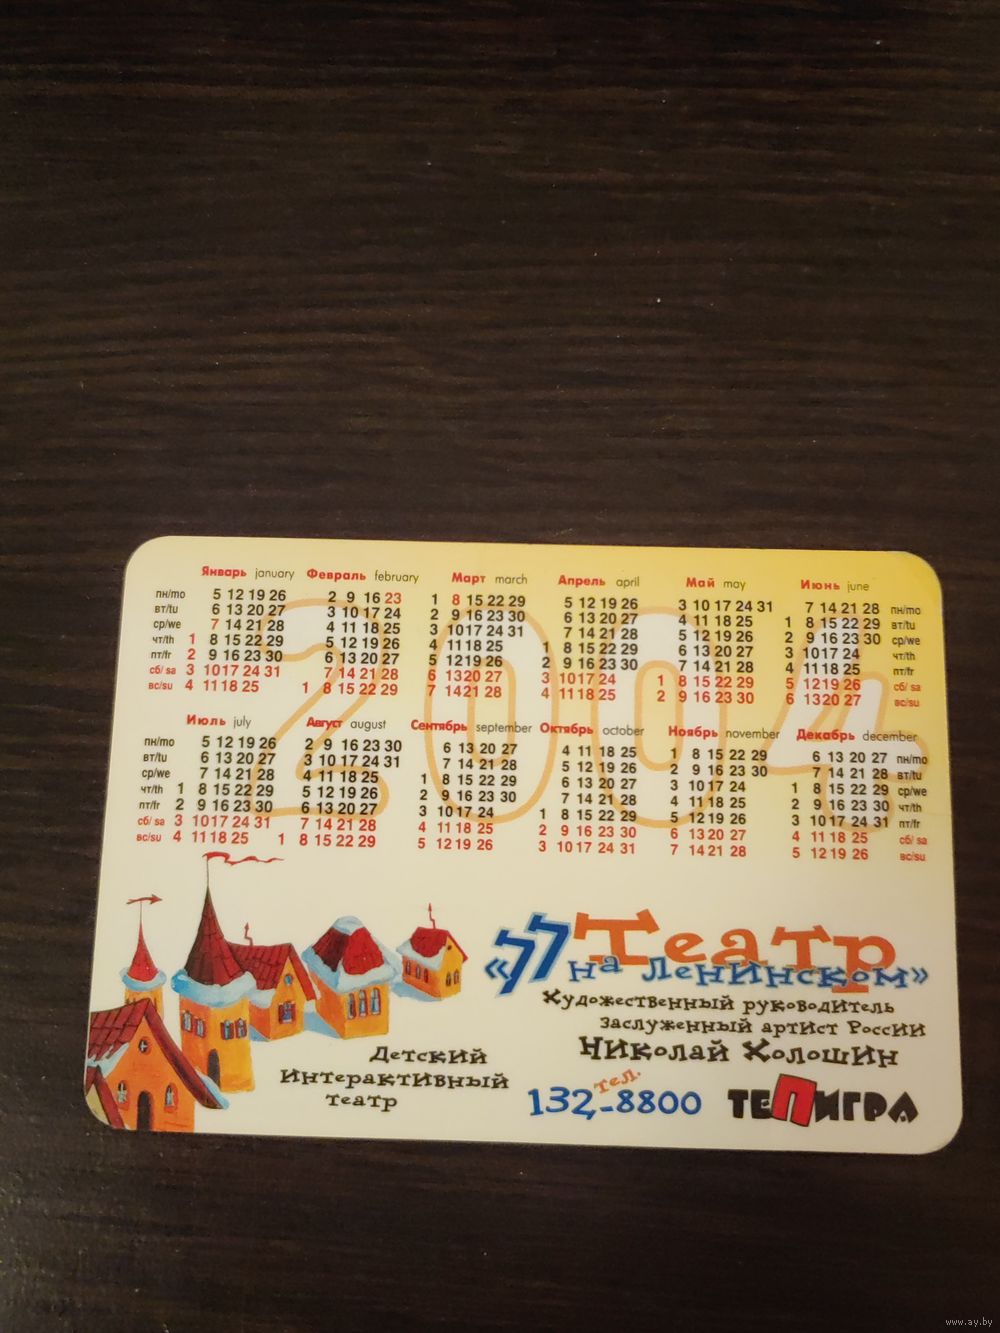 2004
Январь january Февраль february Март march Апрель april Май may Июнь june
пн/mo 5 12 19 26 2 9 16 23 1 8 15 22 29 5 12 19 26 3 10 17 24 31 7 14 21 28 пн/mo
вт/tu 6 13 20 27 3 10 17 24 2 9 16 23 30 6 13 20 27 4 11 18 25 1 8 15 22 29 вт/tu
ср/we 7 14 21 28 4 11 18 25 3 10 17 24 31 7 14 21 28 5 12 19 26 2 9 16 23 30 ср/we
чт/th 1 8 15 22 29 5 12 19 26 4 11 18 25 1 8 15 22 29 6 13 20 27 3 10 17 24 чт/th
пт/fr 2 9 16 23 30 6 13 20 27 5 12 19 26 2 9 16 23 30 7 14 21 28 4 11 18 25 пт/fr
сб/ sa 3 10 17 24 31 7 14 21 28 6 13 20 27 3 10 17 24 1 8 15 22 29 5 12 19 26 сб/ sa
вс/su 4 11 18 25 1 8 15 22 29 7 14 21 28 4 11 18 25 2 9 16 23 30 6 13 20 27 вс/su
Июль july Август august Сентябрь september Октябрь october Ноябрь november Декабрь december
пн/mo 5 12 19 26 2 9 16 23 30 6 13 20 27 4 11 18 25 1 8 15 22 29 6 13 20 27 пн/mo
вт/tu 6 13 20 27 3 10 17 24 31 7 14 21 28 5 12 19 26 2 9 16 23 30 7 14 21 28 вт/tu
ср/we 7 14 21 28 4 11 18 25 1 8 15 22 29 6 13 20 27 3 10 17 24 1 8 15 22 29 ср/we
чт/th 1 8 15 22 29 5 12 19 26 2 9 16 23 30 7 14 21 28 4 11 18 25 2 9 16 23 30 чт/th
пт/fr 2 9 16 23 30 6 13 20 27 3 10 17 24 1 8 15 22 29 5 12 19 26 3 10 17 24 31 пт/fr
сб/ sa 3 10 17 24 31 7 14 21 28 4 11 18 25 2 9 16 23 30 6 13 20 27 4 11 18 25 сб/ sa
вс/su 4 11 18 25 1 8 15 22 29 5 12 19 26 3 10 17 24 31 7 14 21 28 5 12 19 26 вс/su
«77 Театр
на Ленинском»
Художественный руководитель
заслуженный артист России
Николай Холошин
Детский
Интерактивный
театр
тел.
132-8800
ТЕПИГРА
www.ay.by